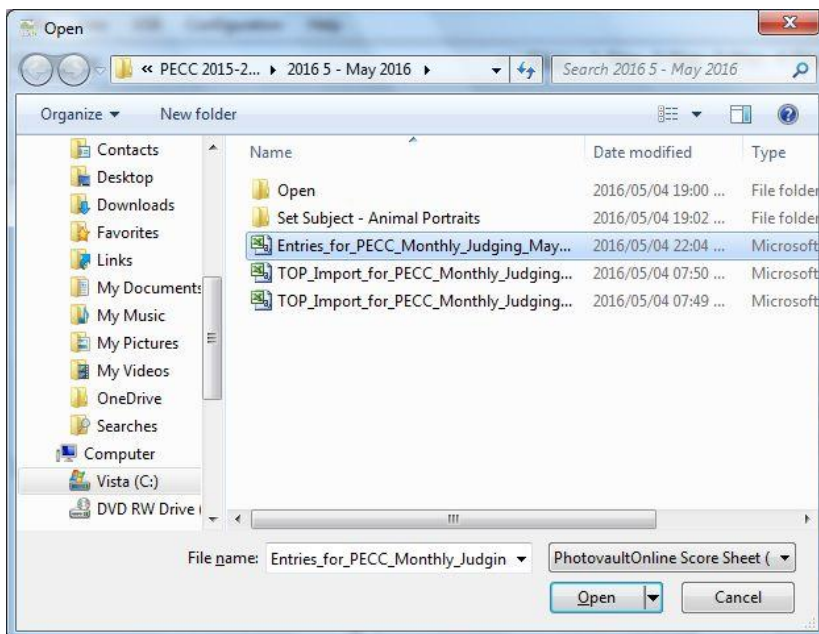 Open
« PECC 2015-2... ▸ 2016 5 - May 2016 ▸ Search 2016 5 - May 2016
Organize ▾ New folder
Contacts
Desktop
Downloads
Favorites
Links
My Documents
My Music
My Pictures
My Videos
OneDrive
Searches
Computer
Vista (C:)
DVD RW Drive (
Name Date modified Type
Open 2016/05/04 19:00 ... File folder
Set Subject - Animal Portraits 2016/05/04 19:02 ... File folder
Entries_for_PECC_Monthly_Judging_May... 2016/05/04 22:04 ... Microsoft
TOP_Import_for_PECC_Monthly_Judging... 2016/05/04 07:50 ... Microsoft
TOP_Import_for_PECC_Monthly_Judging... 2016/05/04 07:49 ... Microsoft
File name: Entries_for_PECC_Monthly_Judgin PhotovaultOnline Score Sheet (
Open Cancel